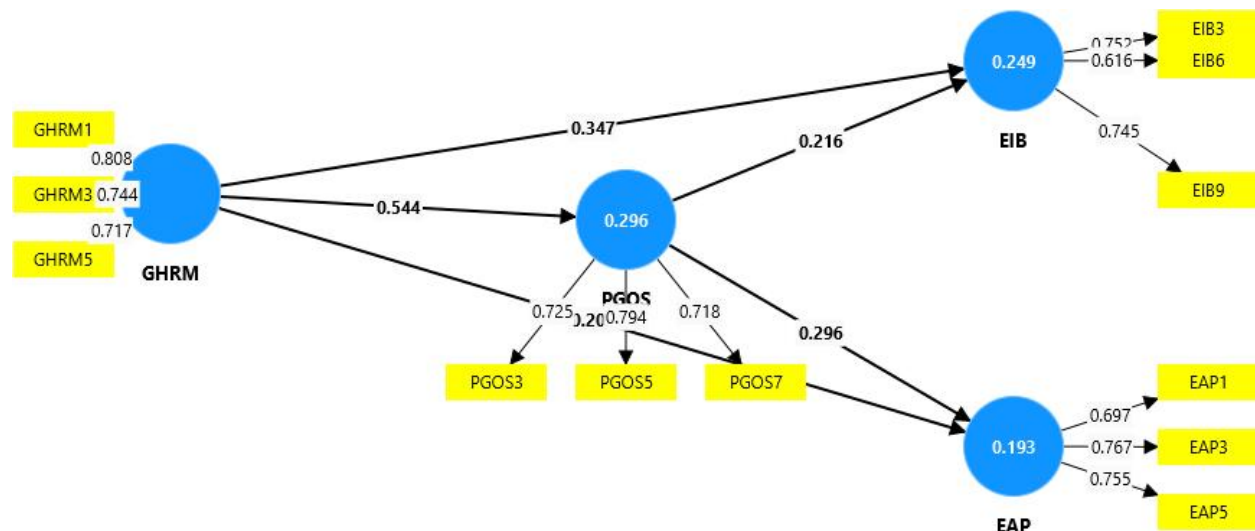 EIB3
0.752
0.249
0.616
EIB6
GHRM1
0.347
EIB
0.745
0.808
0.216
GHRM3
0.744
0.544
0.296
EIB9
0.717
GHRM5
GHRM
PGOS
0.725
0.794
0.718
0.296
PGOS3
PGOS5
PGOS7
EAP1
0.697
0.193
0.767
EAP3
0.755
EAP5
EAP